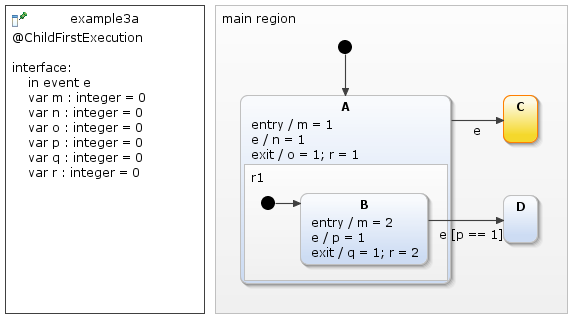 example3a
@ChildFirstExecution
interface:
in event e
var m : integer = 0
var n : integer = 0
var o : integer = 0
var p : integer = 0
var q : integer = 0
var r : integer = 0
main region
A
entry / m = 1
e / n = 1
exit / o = 1; r = 1
r1
B
entry / m = 2
e / p = 1
exit / q = 1; r = 2
e
C
e [p == 1]
D